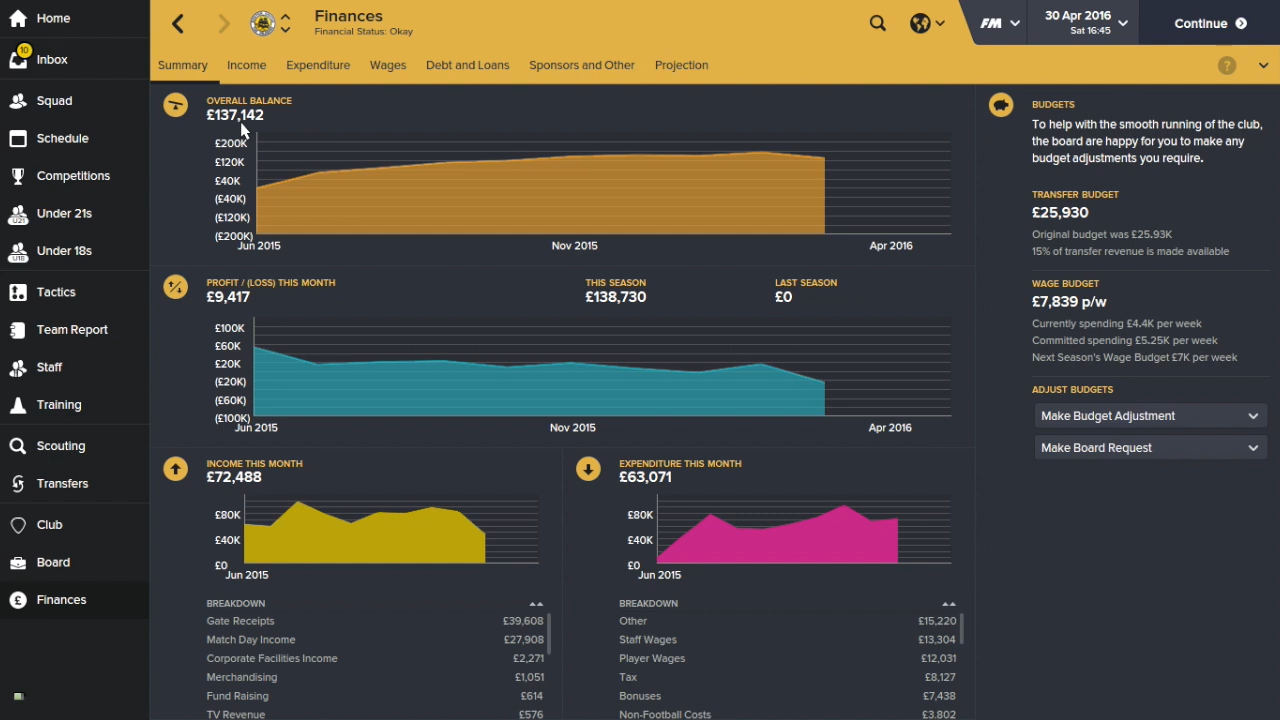 Home
10
Inbox
Squad
Schedule
Competitions
U21
Under 21s
U18
Under 18s
Tactics
Team Report
Staff
Training
Scouting
Transfers
Club
Board
£
Finances
Finances
Financial Status: Okay
FM
30 Apr 2016
Sat 16:45
Continue
Summary
Income
Expenditure
Wages
Debt and Loans
Sponsors and Other
Projection
?
OVERALL BALANCE
£137,142
£200K
£120K
£40K
(£40K)
(£120K)
(£200K)
Jun 2015
Nov 2015
Apr 2016
PROFIT / (LOSS) THIS MONTH
£9,417
THIS SEASON
£138,730
LAST SEASON
£0
£100K
£60K
£20K
(£20K)
(£60K)
(£100K)
Jun 2015
Nov 2015
Apr 2016
INCOME THIS MONTH
£72,488
£80K
£40K
£0
Jun 2015
BREAKDOWN
Gate Receipts £39,608
Match Day Income £27,908
Corporate Facilities Income £2,271
Merchandising £1,051
Fund Raising £614
TV Revenue £576
EXPENDITURE THIS MONTH
£63,071
£80K
£40K
£0
Jun 2015
BREAKDOWN
Other £15,220
Staff Wages £13,304
Player Wages £12,031
Tax £8,127
Bonuses £7,438
Non-Football Costs £3,802
BUDGETS
To help with the smooth running of the club,
the board are happy for you to make any
budget adjustments you require.
TRANSFER BUDGET
£25,930
Original budget was £25.93K
15% of transfer revenue is made available
WAGE BUDGET
£7,839 p/w
Currently spending £4.4K per week
Committed spending £5.25K per week
Next Season's Wage Budget £7K per week
ADJUST BUDGETS
Make Budget Adjustment
Make Board Request